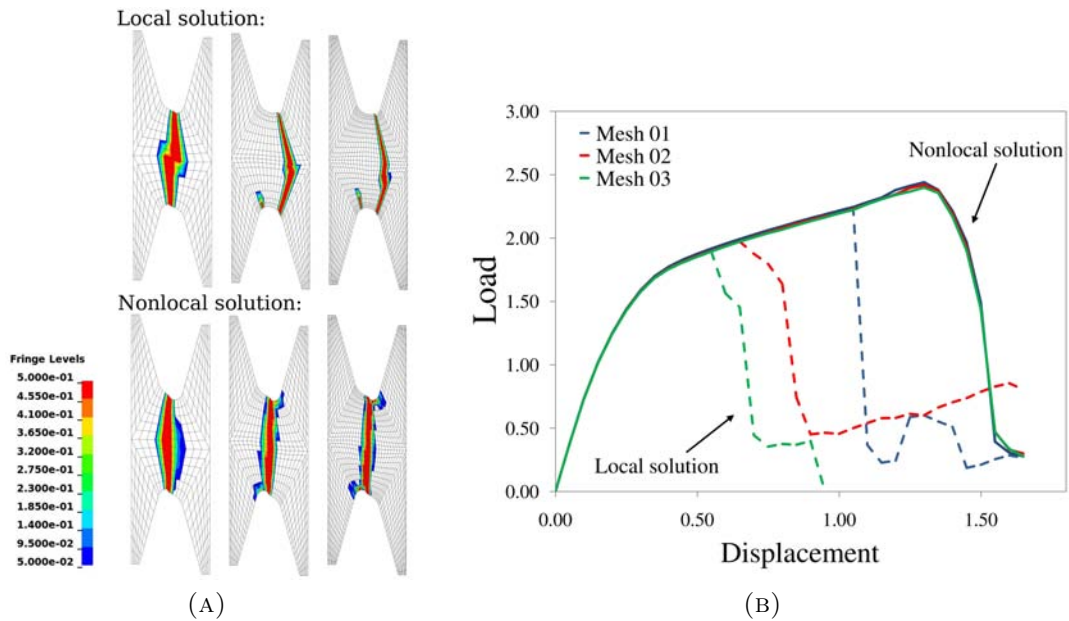 Local solution:
Nonlocal solution:
Fringe Levels
5.000e-01
4.550e-01
4.100e-01
3.650e-01
3.200e-01
2.750e-01
2.300e-01
1.850e-01
1.400e-01
9.500e-02
5.000e-02
(A)
3.00
2.50
2.00
1.50
1.00
0.50
0.00
Load
Mesh 01
Mesh 02
Mesh 03
Nonlocal solution
Local solution
0.00 0.50 1.00 1.50
Displacement
(B)